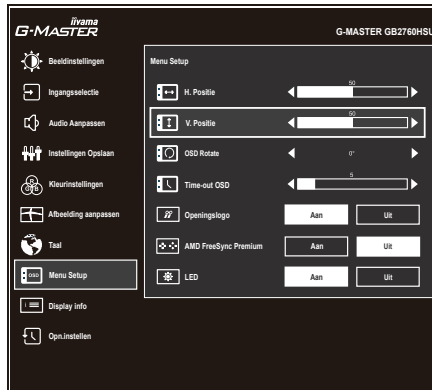 iiyama
G-MASTER
G-MASTER GB2760HSU
Beeldinstellingen
Ingangsselectie
Audio Aanpassen
Instellingen Opslaan
Kleurinstellingen
Afbeelding aanpassen
Taal
OSD Menu Setup
Display info
Opn.instellen
Menu Setup
H. Positie 50
V. Positie 50
OSD Rotate 0°
Time-out OSD 5
Openingslogo Aan Uit
AMD FreeSync Premium Aan Uit
LED Aan Uit